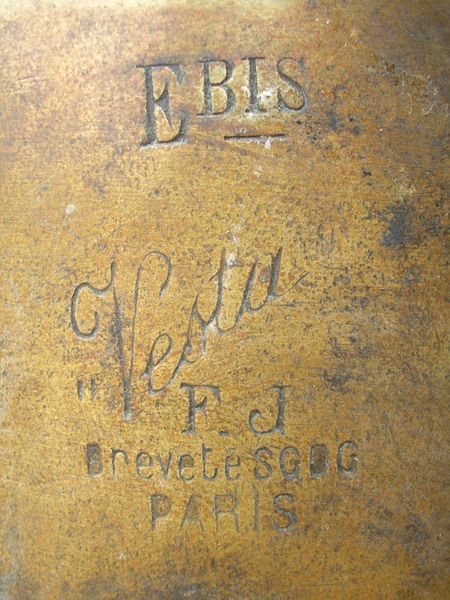 EBIS
"Vesta"
F. J
Breveté SGDG
PARIS